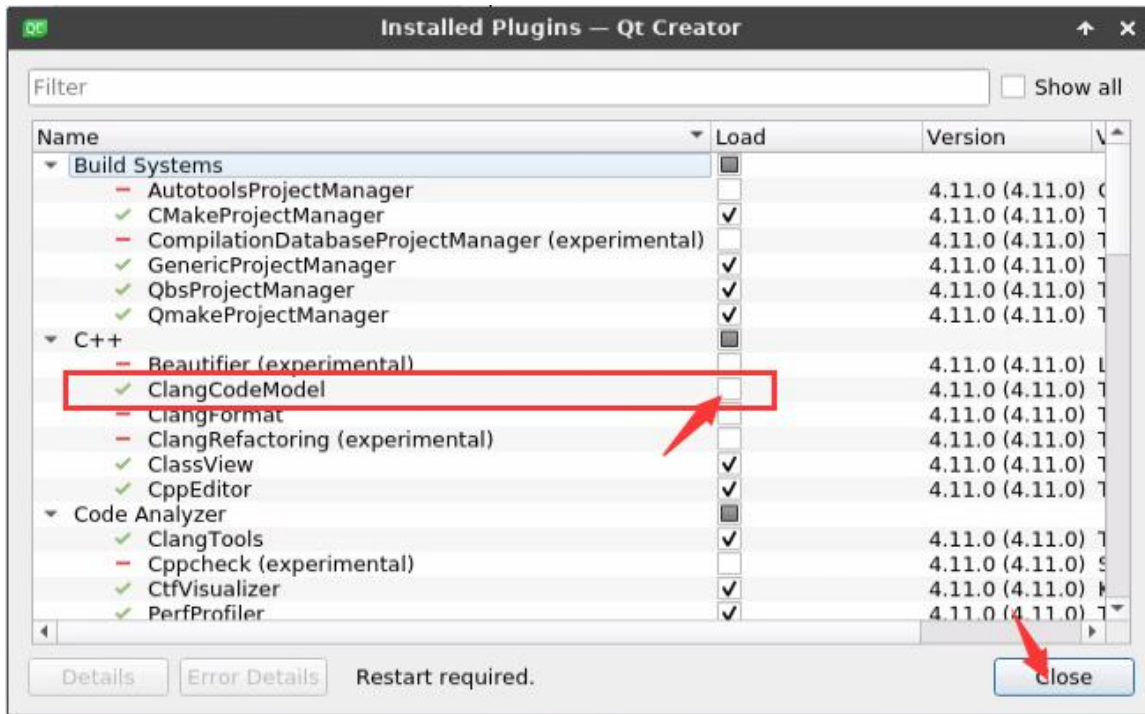 Installed Plugins — Qt Creator
Filter Show all
Name Load Version
Build Systems
AutotoolsProjectManager 4.11.0 (4.11.0)
CMakeProjectManager 4.11.0 (4.11.0)
CompilationDatabaseProjectManager (experimental) 4.11.0 (4.11.0)
GenericProjectManager 4.11.0 (4.11.0)
QbsProjectManager 4.11.0 (4.11.0)
QmakeProjectManager 4.11.0 (4.11.0)
C++
Beautifier (experimental) 4.11.0 (4.11.0)
ClangCodeModel 4.11.0 (4.11.0)
ClangFormat 4.11.0 (4.11.0)
ClangRefactoring (experimental) 4.11.0 (4.11.0)
ClassView 4.11.0 (4.11.0)
CppEditor 4.11.0 (4.11.0)
Code Analyzer
ClangTools 4.11.0 (4.11.0)
Cppcheck (experimental) 4.11.0 (4.11.0)
CtfVisualizer 4.11.0 (4.11.0)
PerfProfiler 4.11.0 (4.11.0)
Details Error Details Restart required. Close